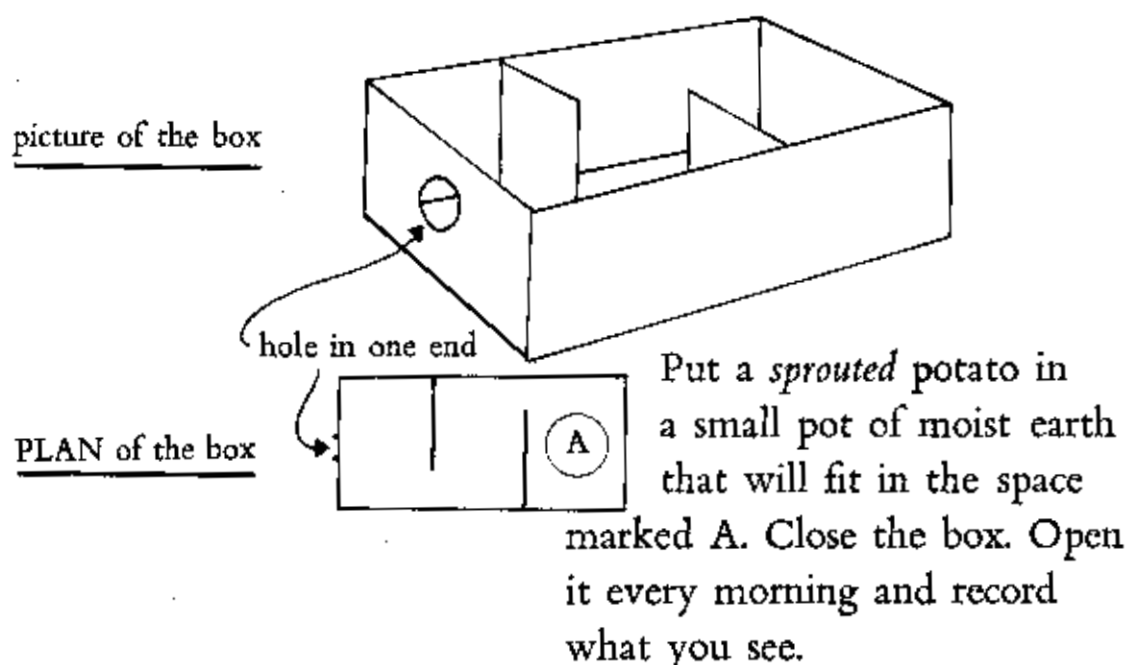 picture of the box
hole in one end
PLAN of the box
A
Put a sprouted potato in
a small pot of moist earth
that will fit in the space
marked A. Close the box. Open
it every morning and record
what you see.